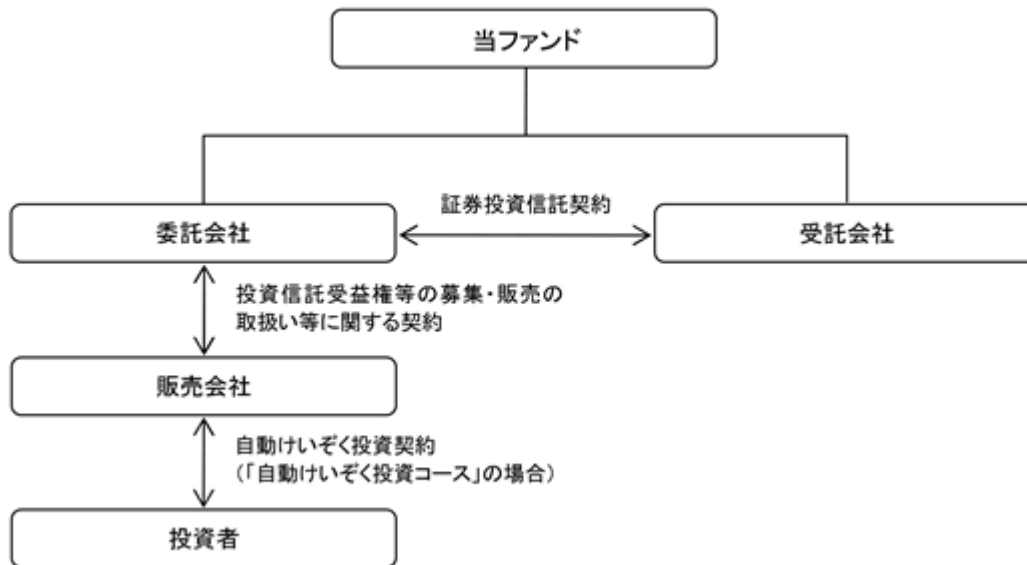 当ファンド
証券投資信託契約
委託会社
受託会社
投資信託受益権等の募集・販売の
取扱い等に関する契約
販売会社
自動けいぞく投資契約
(「自動けいぞく投資コース」の場合)
投資者